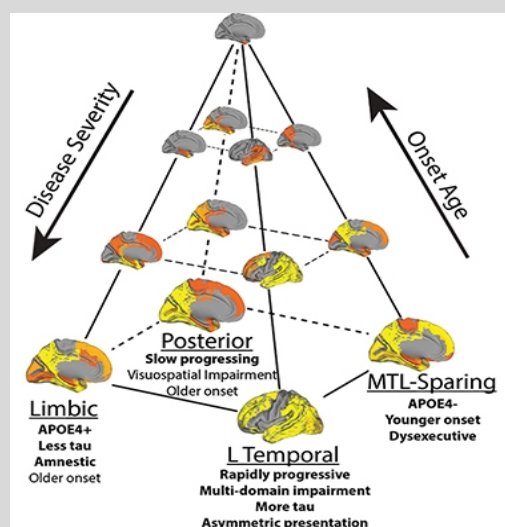 Disease Severity
Onset Age
Posterior
Slow progressing
Visuospatial Impairment
Older onset
Limbic
APOE4+
Less tau
Amnestic
Older onset
MTL-Sparing
APOE4-
Younger onset
Dysexecutive
L Temporal
Rapidly progressive
Multi-domain impairment
More tau
Asymmetric presentation